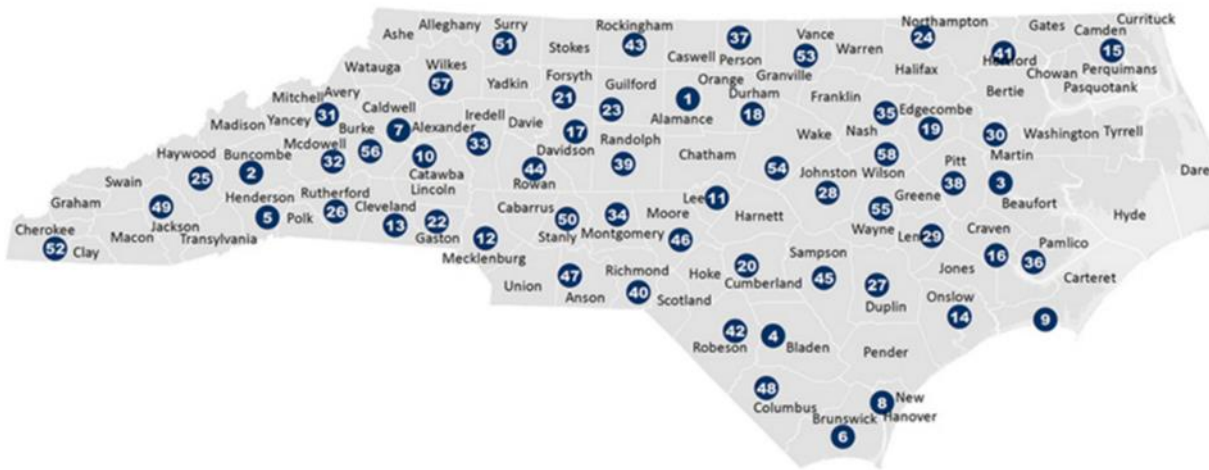 Northampton
Gates
Currituck
Alleghany
Surry
Rockingham
37
Vance
24
Camden
Ashe
51
Stokes
43
Caswell
Person
53
Warren
41
Hertford
15
Watauga
Wilkes
Forsyth
Guilford
Orange
Granville
Halifax
Chowan
Perquimans
57
Yadkin
Durham
Bertie
Pasquotank
Mitchell
Avery
21
1
Franklin
Edgecombe
31
Caldwell
Iredell
23
Alamance
18
35
19
30
Washington
Tyrrell
Madison
Yancey
Burke
7
Alexander
Davie
17
Randolph
Wake
Nash
Haywood
Buncombe
Mcdowell
56
33
Davidson
Chatham
58
Pitt
Martin
Swain
25
2
32
10
44
39
54
Johnston
Wilson
Dare
Catawba
Rowan
28
38
3
Graham
Henderson
Rutherford
Lincoln
Lee
11
Greene
Beaufort
49
Cleveland
Cabarrus
34
Moore
Harnett
55
Hyde
Cherokee
Jackson
5
Polk
26
13
22
50
Wayne
Len
29
Craven
52
Clay
Macon
Transylvania
Gaston
12
Stanly
Montgomery
46
Sampson
16
Pamlico
Mecklenburg
20
36
Union
47
Richmond
Hoke
Cumberland
45
27
Jones
Carteret
Anson
40
Scotland
Duplin
Onslow
14
9
42
4
Robeson
Bladen
Pender
48
Columbus
8
New
Brunswick
Hanover
6